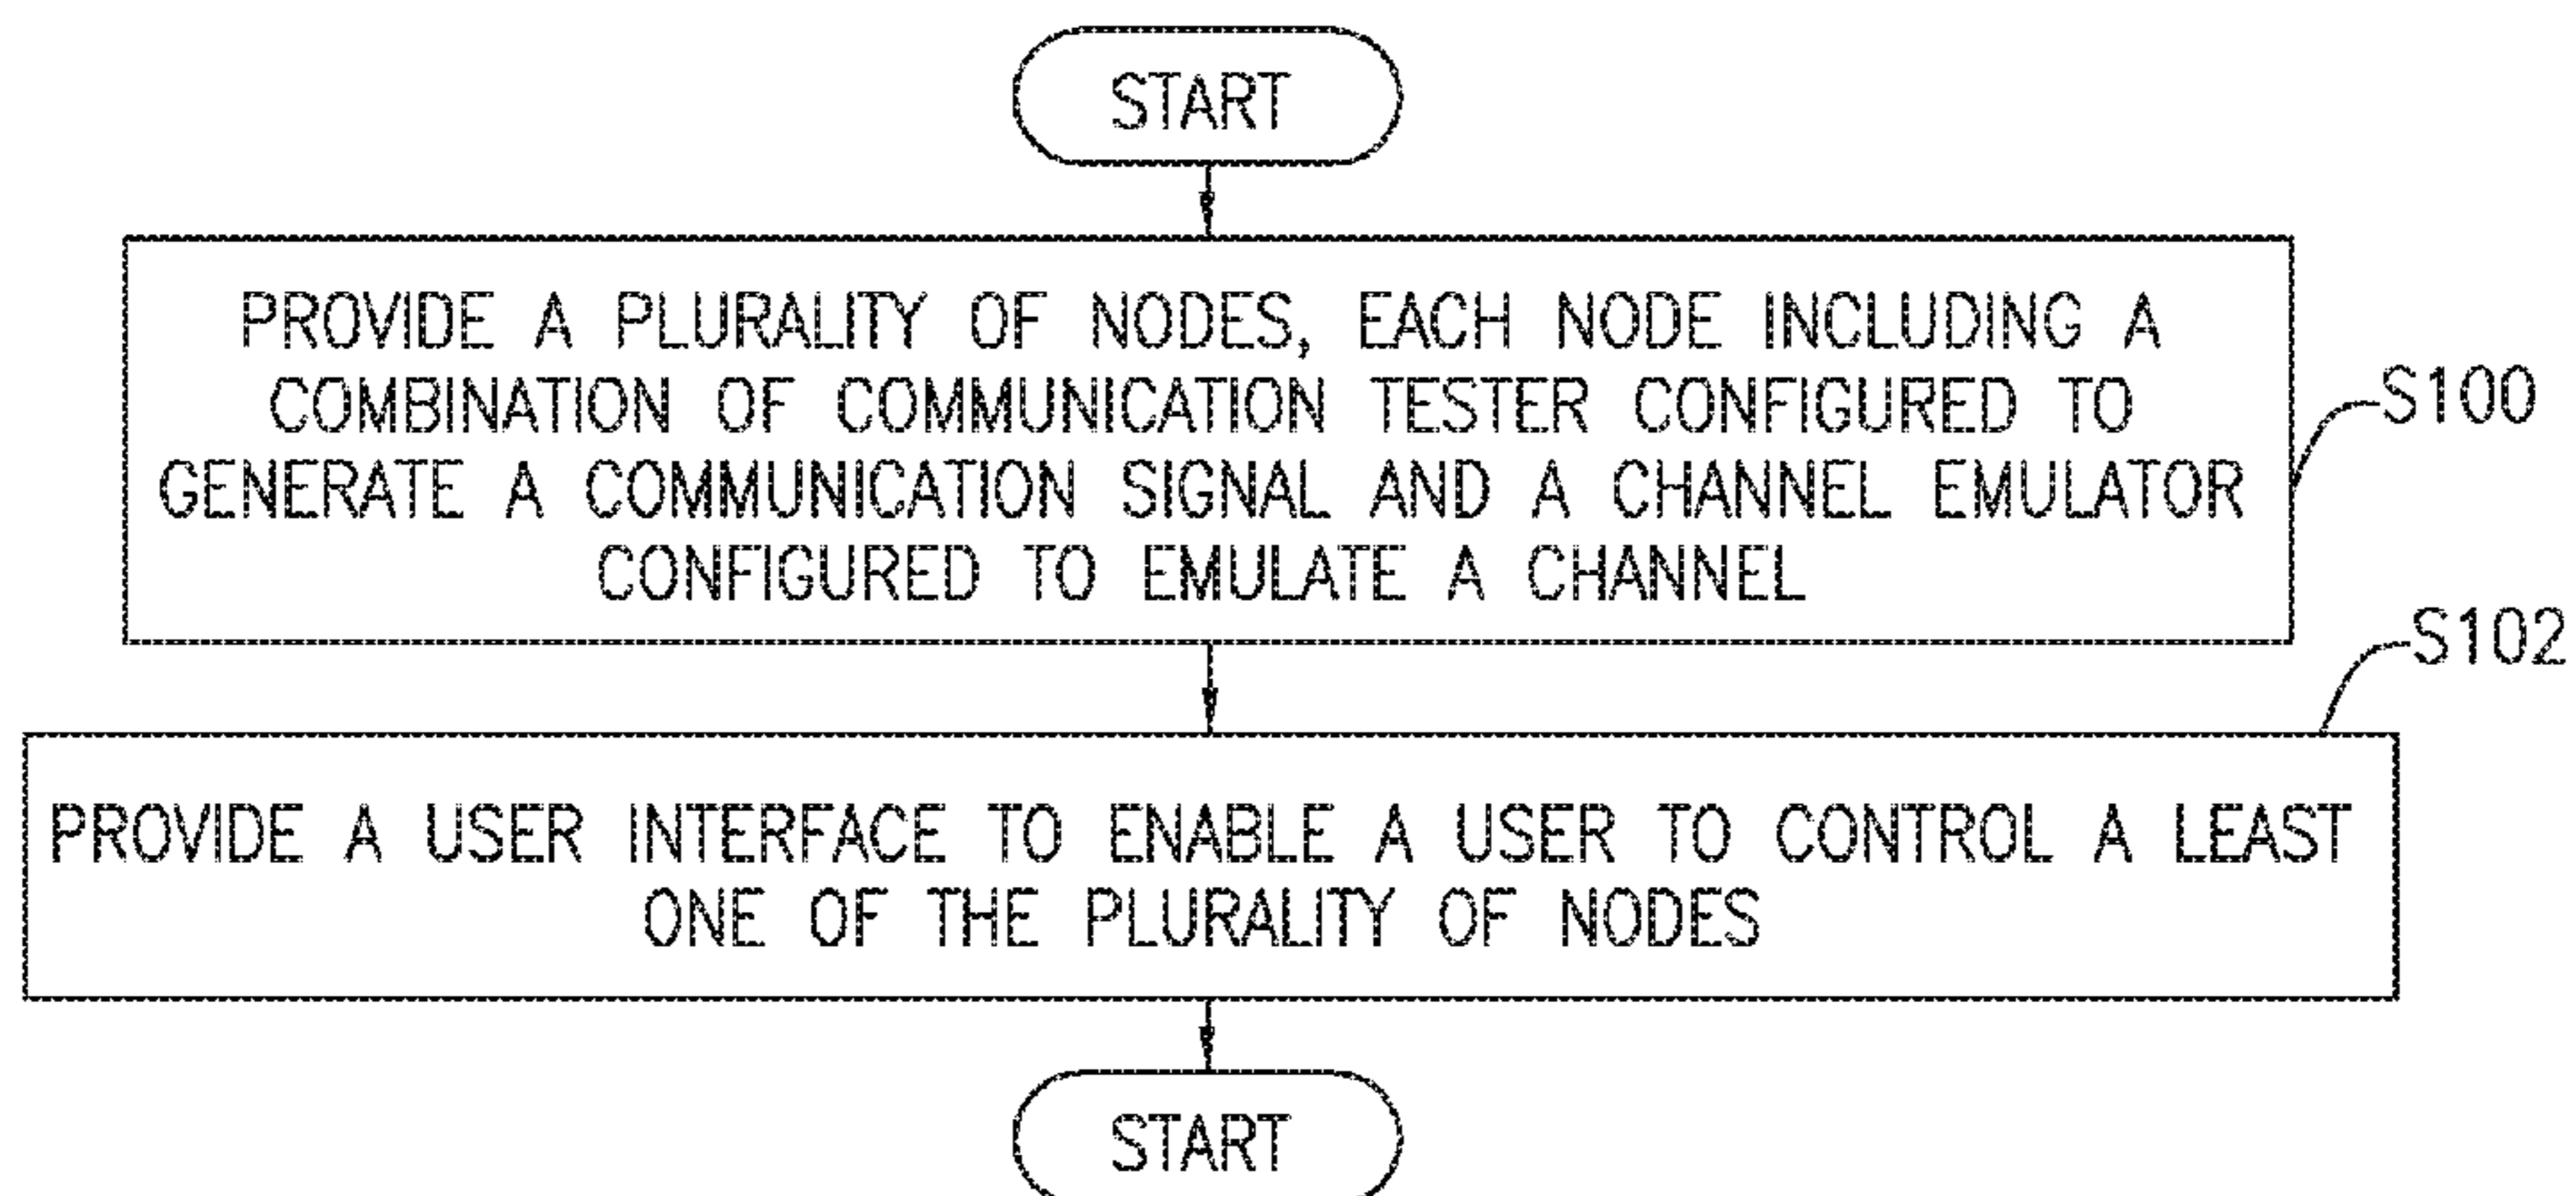 START
PROVIDE A PLURALITY OF NODES, EACH NODE INCLUDING A
COMBINATION OF COMMUNICATION TESTER CONFIGURED TO
GENERATE A COMMUNICATION SIGNAL AND A CHANNEL EMULATOR
CONFIGURED TO EMULATE A CHANNEL
S100
S102
PROVIDE A USER INTERFACE TO ENABLE A USER TO CONTROL A LEAST
ONE OF THE PLURALITY OF NODES
START